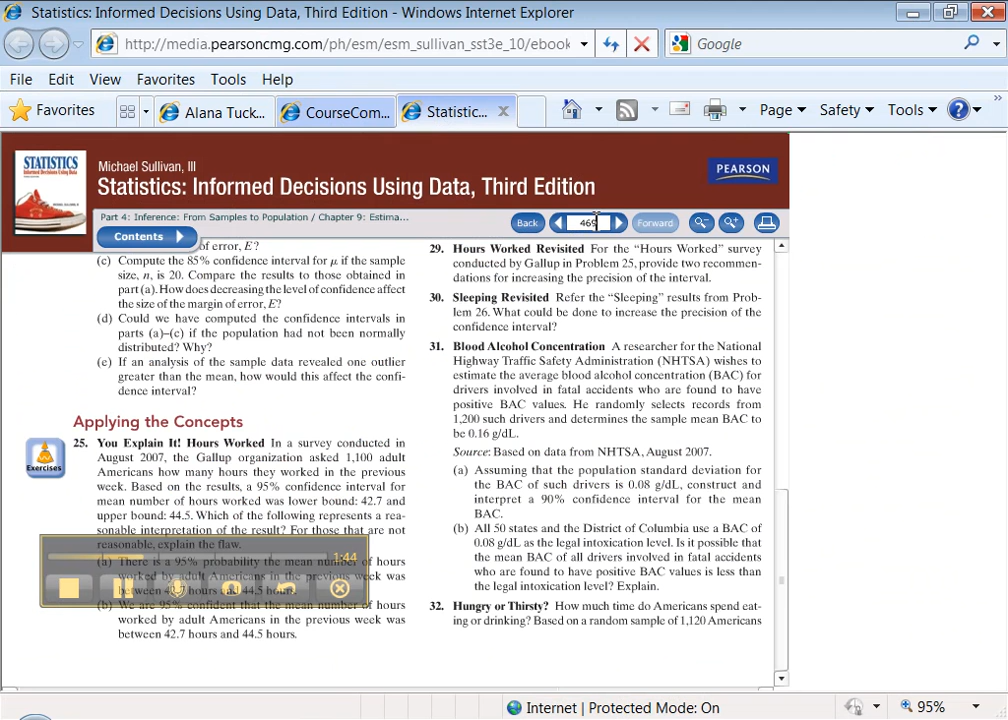 Statistics: Informed Decisions Using Data, Third Edition - Windows Internet Explorer
http://media.pearsoncmg.com/ph/esm/esm_sullivan_sst3e_10/ebook
Google
File Edit View Favorites Tools Help
Favorites
Alana Tuck...
CourseCom...
Statistic...
Page
Safety
Tools
»
STATISTICS
Informed Decisions Using Data
Michael Sullivan, III
Statistics: Informed Decisions Using Data, Third Edition
PEARSON
Part 4: Inference: From Samples to Population / Chapter 9: Estima...
Contents
Back
469
Forward
of error, E?
(c) Compute the 85% confidence interval for μ if the sample
size, n, is 20. Compare the results to those obtained in
part (a). How does decreasing the level of confidence affect
the size of the margin of error, E?
(d) Could we have computed the confidence intervals in
parts (a)–(c) if the population had not been normally
distributed? Why?
(e) If an analysis of the sample data revealed one outlier
greater than the mean, how would this affect the confi-
dence interval?
Applying the Concepts
Exercises
25. You Explain It! Hours Worked In a survey conducted in
August 2007, the Gallup organization asked 1,100 adult
Americans how many hours they worked in the previous
week. Based on the results, a 95% confidence interval for
mean number of hours worked was lower bound: 42.7 and
upper bound: 44.5. Which of the following represents a rea-
sonable interpretation of the result? For those that are not
reasonable, explain the flaw.
1:44
(a) There is a 95% probability the mean number of hours
worked by adult Americans in the previous week was
between 42.7 hours and 44.5 hours.
(b) We are 95% confident that the mean number of hours
worked by adult Americans in the previous week was
between 42.7 hours and 44.5 hours.
29. Hours Worked Revisited For the “Hours Worked” survey
conducted by Gallup in Problem 25, provide two recommen-
dations for increasing the precision of the interval.
30. Sleeping Revisited Refer the “Sleeping” results from Prob-
lem 26. What could be done to increase the precision of the
confidence interval?
31. Blood Alcohol Concentration A researcher for the National
Highway Traffic Safety Administration (NHTSA) wishes to
estimate the average blood alcohol concentration (BAC) for
drivers involved in fatal accidents who are found to have
positive BAC values. He randomly selects records from
1,200 such drivers and determines the sample mean BAC to
be 0.16 g/dL.
Source: Based on data from NHTSA, August 2007.
(a) Assuming that the population standard deviation for
the BAC of such drivers is 0.08 g/dL, construct and
interpret a 90% confidence interval for the mean
BAC.
(b) All 50 states and the District of Columbia use a BAC of
0.08 g/dL as the legal intoxication level. Is it possible that
the mean BAC of all drivers involved in fatal accidents
who are found to have positive BAC values is less than
the legal intoxication level? Explain.
32. Hungry or Thirsty? How much time do Americans spend eat-
ing or drinking? Based on a random sample of 1,120 Americans
Internet | Protected Mode: On
95%